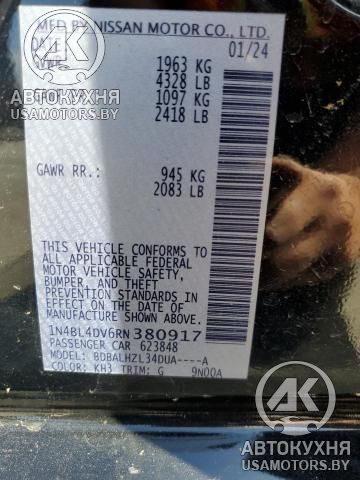 MFD BY NISSAN MOTOR CO., LTD.
DATE 01/24
GVWR 1963 KG
4328 LB
1097 KG
2418 LB
GAWR RR.: 945 KG
2083 LB
THIS VEHICLE CONFORMS TO
ALL APPLICABLE FEDERAL
MOTOR VEHICLE SAFETY,
BUMPER, AND THEFT
PREVENTION STANDARDS IN
EFFECT ON THE DATE OF
MANUFACTURE SHOWN ABOVE.
1N4BL4DV6RN380917
PASSENGER CAR 623848
MODEL: BDBALHZL34DUA----A
COLOR: KH3 TRIM: G 9N00A
АВТОКУХНЯ
USAMOTORS.BY
AK
АВТОКУХНЯ
USAMOTORS.BY